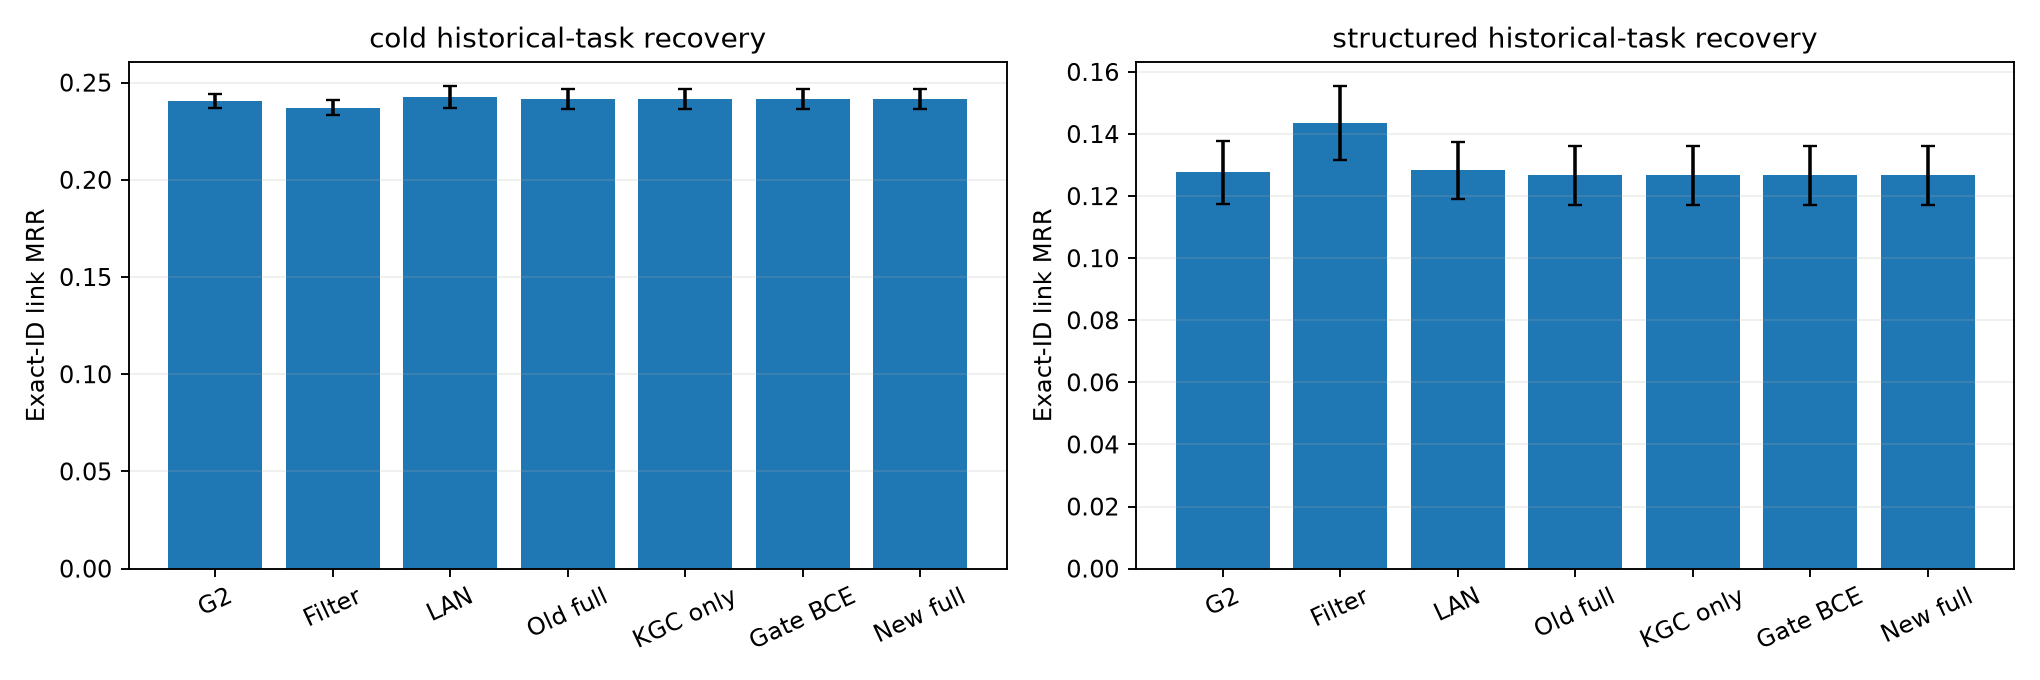 cold historical-task recovery
Exact-ID link MRR
0.25
0.20
0.15
0.10
0.05
0.00
G2
Filter
LAN
Old full
KGC only
Gate BCE
New full
structured historical-task recovery
Exact-ID link MRR
0.16
0.14
0.12
0.10
0.08
0.06
0.04
0.02
0.00
G2
Filter
LAN
Old full
KGC only
Gate BCE
New full